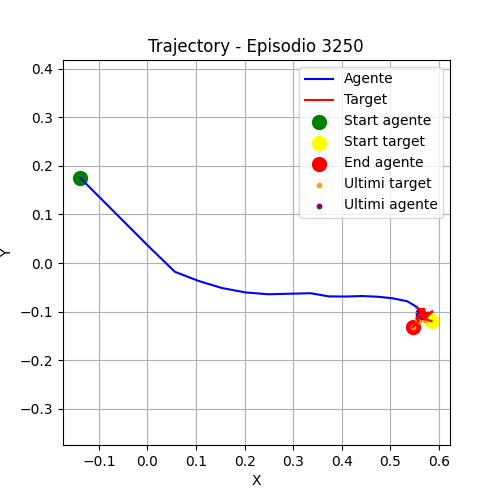 Trajectory - Episodio 3250
0.4
0.3
0.2
0.1
0.0
−0.1
−0.2
−0.3
Y
Agente
Target
Start agente
Start target
End agente
Ultimi target
Ultimi agente
−0.1 0.0 0.1 0.2 0.3 0.4 0.5 0.6
X